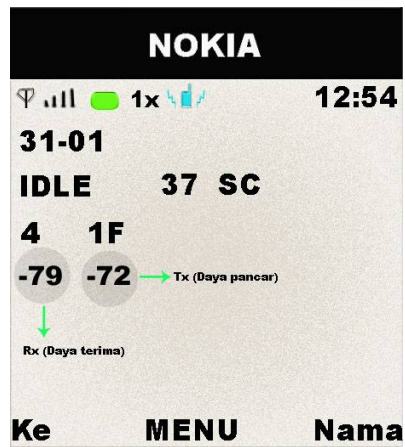 NOKIA
1x 12:54
31-01
IDLE 37 SC
4 1F
-79 -72 Tx (Daya pancar)
Rx (Daya terima)
Ke MENU Nama